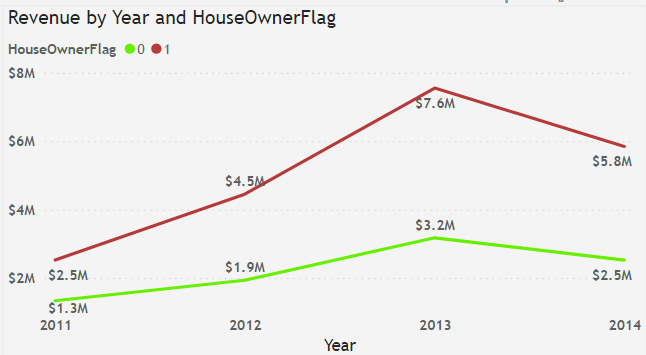 Revenue by Year and HouseOwnerFlag
HouseOwnerFlag 0 1
$8M
$6M
$4M
$2M
$7.6M
$5.8M
$4.5M
$3.2M
$2.5M
$1.9M
$2.5M
$1.3M
2011 2012 2013 2014
Year